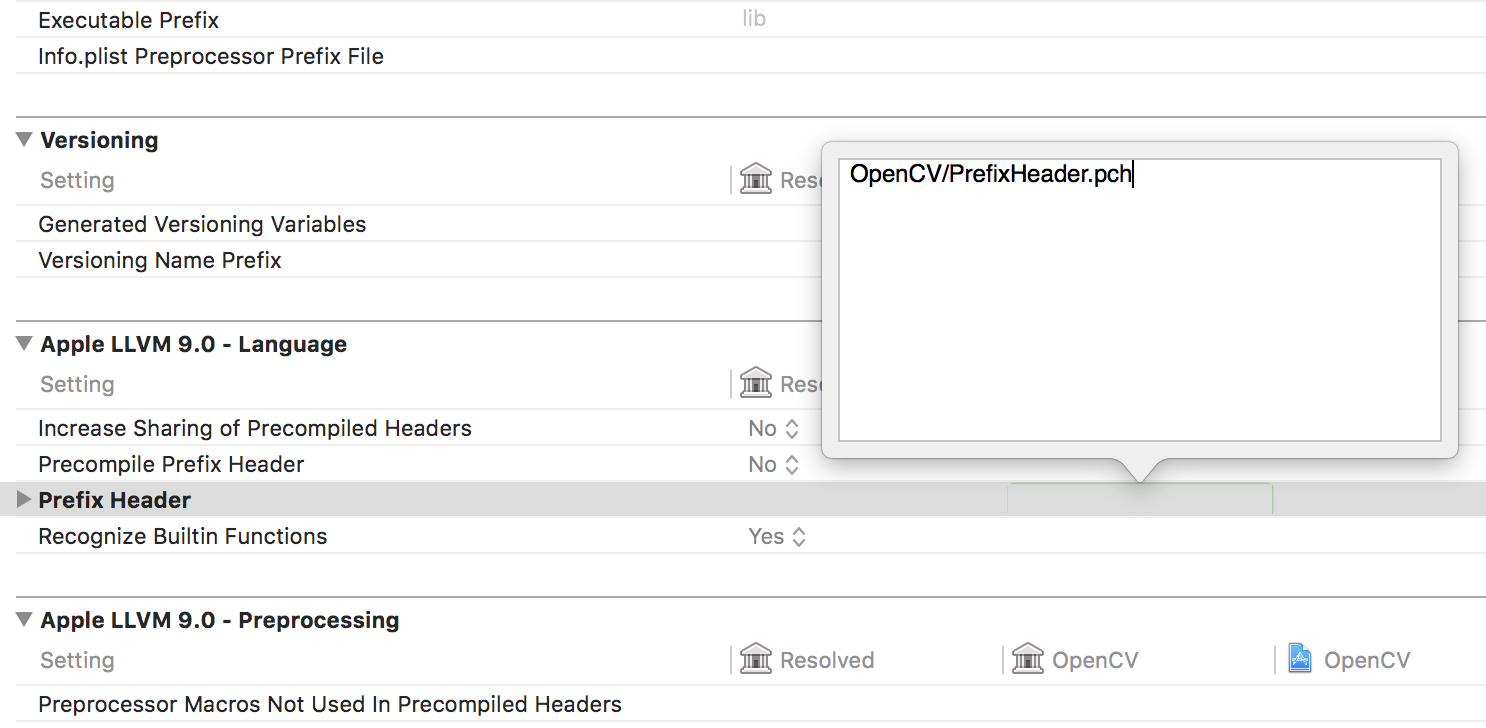 Executable Prefix lib
Info.plist Preprocessor Prefix File
Versioning
Setting Reso
Generated Versioning Variables
Versioning Name Prefix
OpenCV/PrefixHeader.pch
Apple LLVM 9.0 - Language
Setting Reso
Increase Sharing of Precompiled Headers No
Precompile Prefix Header No
Prefix Header
Recognize Builtin Functions Yes
Apple LLVM 9.0 - Preprocessing
Setting Resolved OpenCV OpenCV
Preprocessor Macros Not Used In Precompiled Headers